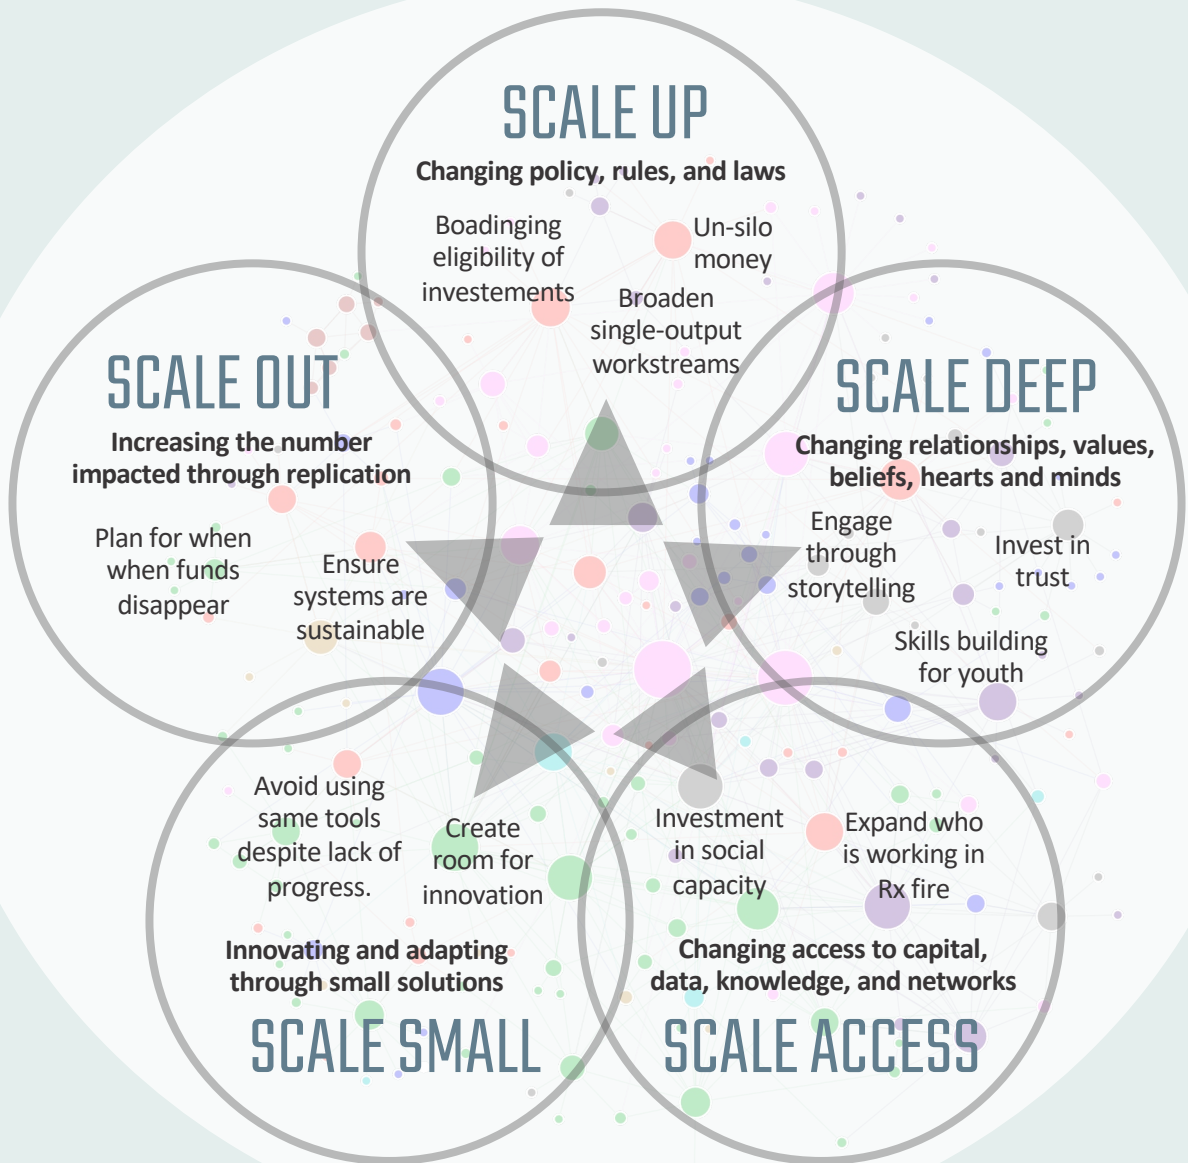 SCALE UP
Changing policy, rules, and laws
Boadinging
eligibility of
investements
Un-silo
money
Broaden
single-output
workstreams
SCALE OUT
Increasing the number
impacted through replication
Plan for when
when funds
disappear
Ensure
systems are
sustainable
SCALE DEEP
Changing relationships, values,
beliefs, hearts and minds
Engage
through
storytelling
Invest in
trust
Skills building
for youth
Avoid using
same tools
despite lack of
progress.
Create
room for
innovation
Innovating and adapting
through small solutions
SCALE SMALL
Investment
in social
capacity
Expand who
is working in
Rx fire
Changing access to capital,
data, knowledge, and networks
SCALE ACCESS